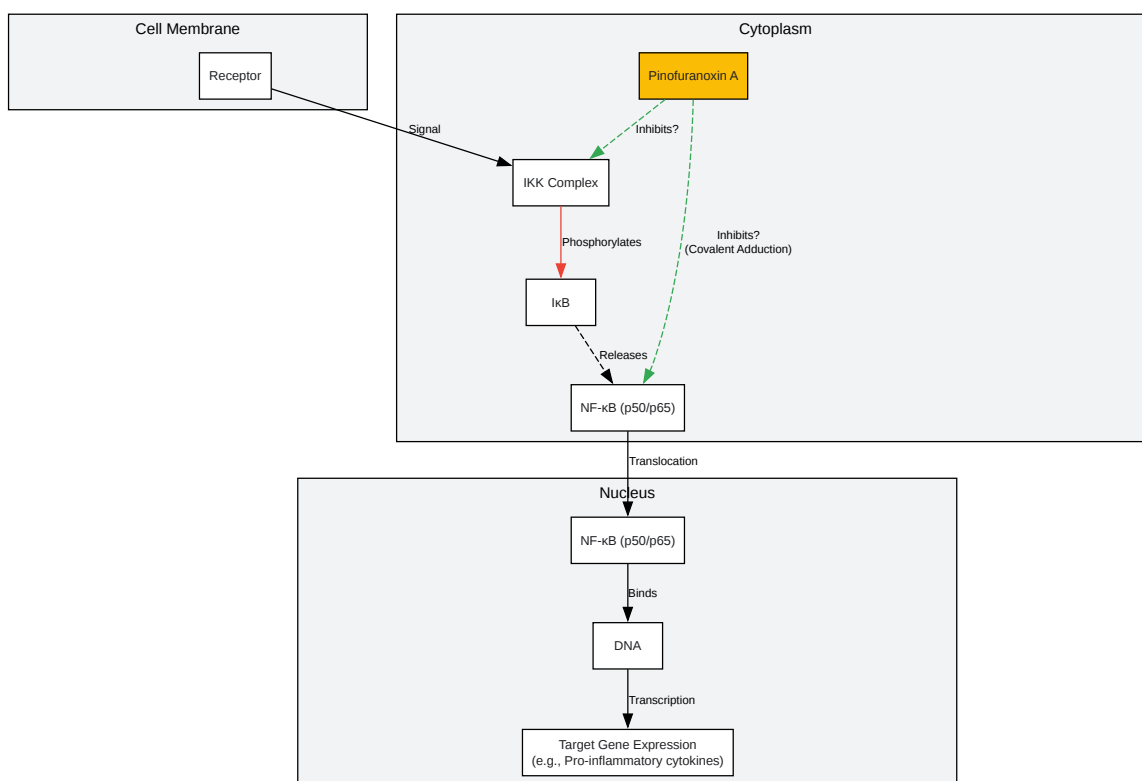 Cell Membrane
Cytoplasm
Receptor
Pinofuranoxin A
Signal
Inhibits?
IKK Complex
Phosphorylates
Inhibits?
(Covalent Adduction)
IκB
Releases
NF-κB (p50/p65)
Translocation
Nucleus
NF-κB (p50/p65)
Binds
DNA
Transcription
Target Gene Expression
(e.g., Pro-inflammatory cytokines)